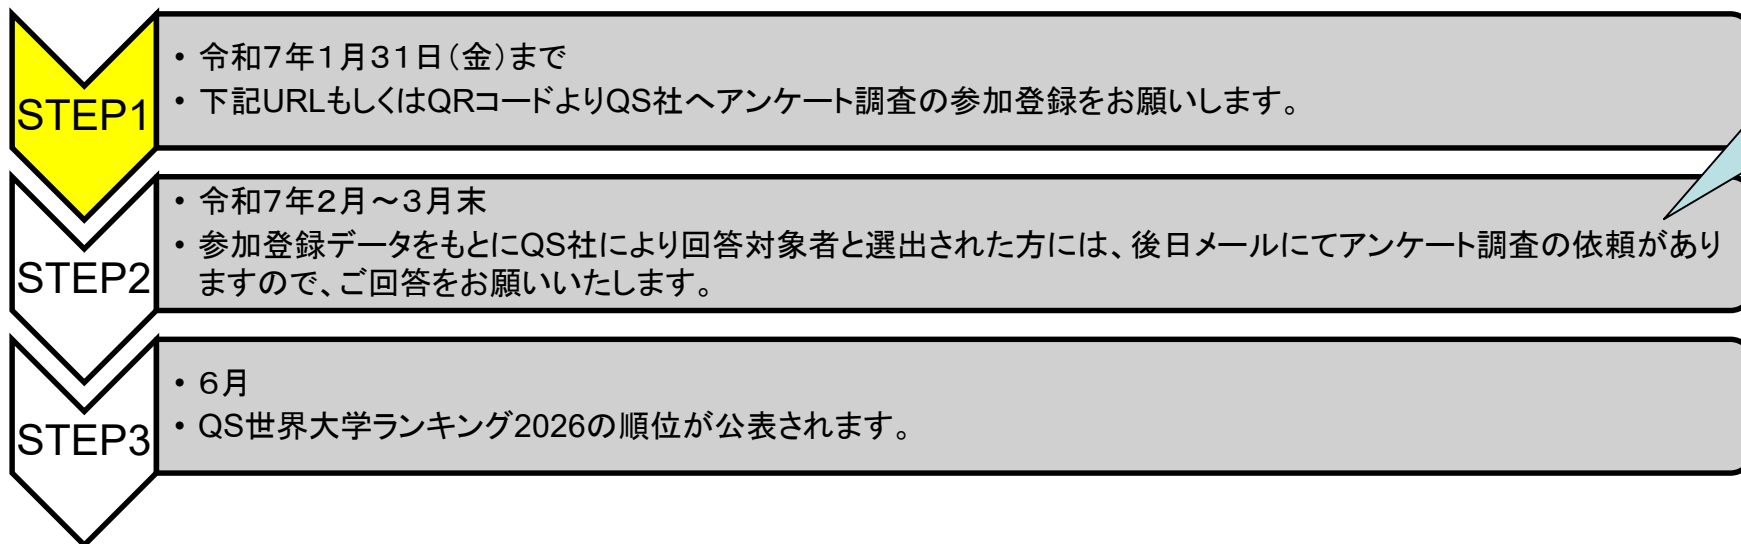 STEP1
• 令和7年１月３１日（金）まで
• 下記URLもしくはQRコードよりQS社へアンケート調査の参加登録をお願いします。
STEP2
• 令和7年２月～３月末
• 参加登録データをもとにQS社により回答対象者と選出された方には、後日メールにてアンケート調査の依頼があり
ますので、ご回答をお願いいたします。
STEP3
• ６月
• QS世界大学ランキング2026の順位が公表されます。